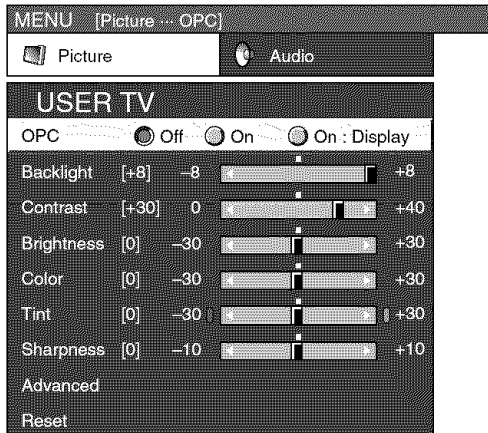 MENU [Picture ··· OPC]
Picture Audio
USER TV
OPC Off On On : Display
Backlight [+8] −8 +8
Contrast [+30] 0 +40
Brightness [0] −30 +30
Color [0] −30 +30
Tint [0] −30 +30
Sharpness [0] −10 +10
Advanced
Reset